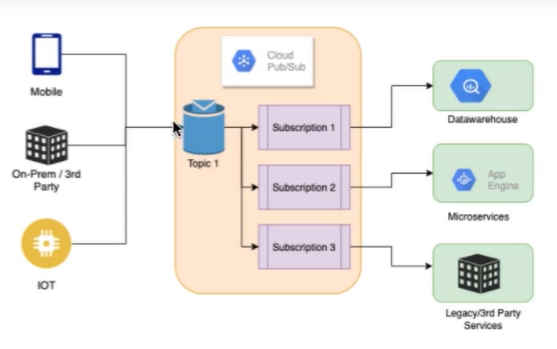 Mobile
On-Prem / 3rd
Party
IOT
Cloud
Pub/Sub
Topic 1
Subscription 1
Subscription 2
Subscription 3
Datawarehouse
App
Engine
Microservices
Legacy/3rd Party
Services